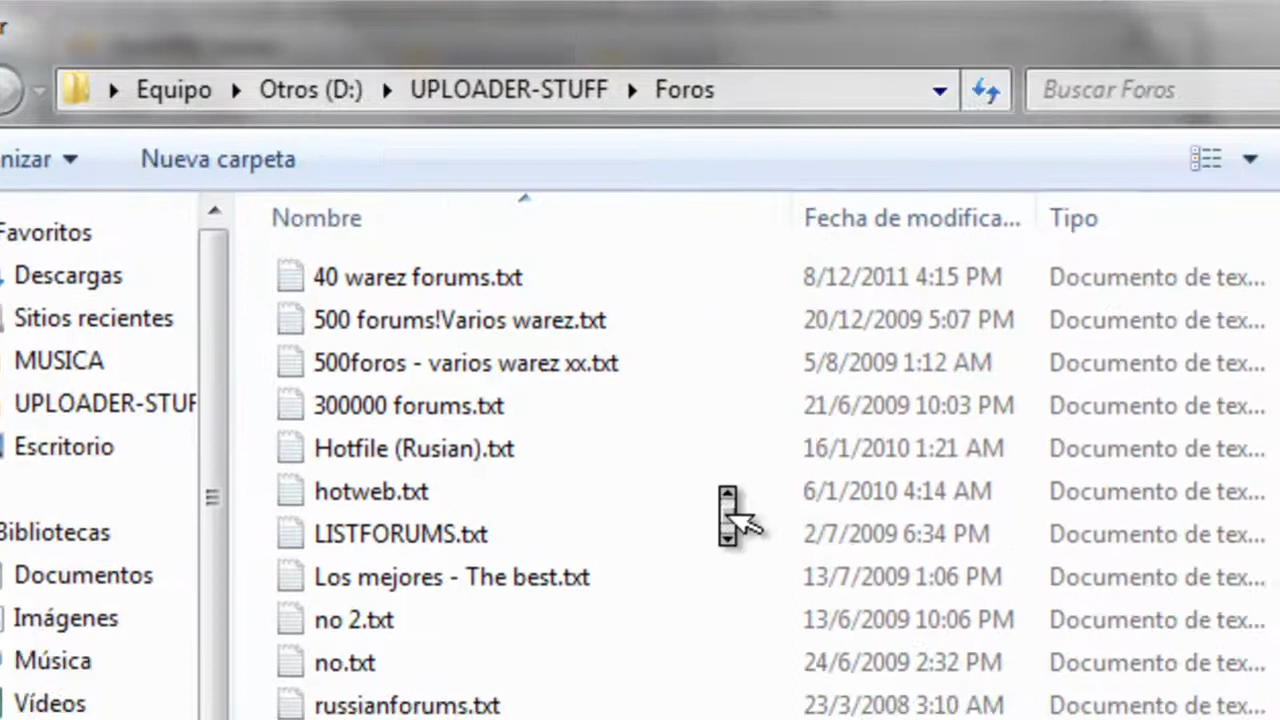 r
Equipo Otros (D:) UPLOADER-STUFF Foros Buscar Foros
nizar Nueva carpeta
Nombre Fecha de modifica... Tipo
Favoritos
Descargas
Sitios recientes
MUSICA
UPLOADER-STUF
Escritorio
Bibliotecas
Documentos
Imágenes
Música
Vídeos
40 warez forums.txt 8/12/2011 4:15 PM Documento de tex...
500 forums!Varios warez.txt 20/12/2009 5:07 PM Documento de tex...
500foros - varios warez xx.txt 5/8/2009 1:12 AM Documento de tex...
300000 forums.txt 21/6/2009 10:03 PM Documento de tex...
Hotfile (Rusian).txt 16/1/2010 1:21 AM Documento de tex...
hotweb.txt 6/1/2010 4:14 AM Documento de tex...
LISTFORUMS.txt 2/7/2009 6:34 PM Documento de tex...
Los mejores - The best.txt 13/7/2009 1:06 PM Documento de tex...
no 2.txt 13/6/2009 10:06 PM Documento de tex...
no.txt 24/6/2009 2:32 PM Documento de tex...
russianforums.txt 23/3/2008 3:10 AM Documento de tex...